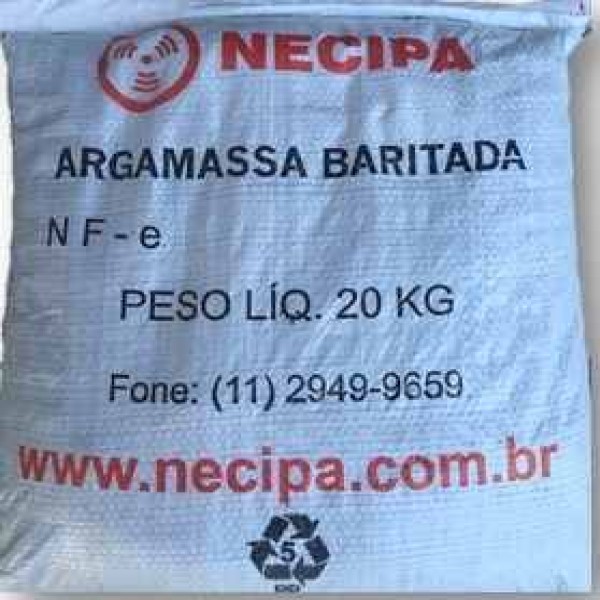 NECIPA
ARGAMASSA BARITADA
N F - e
PESO LÍQ. 20 KG
Fone: (11) 2949-9659
www.necipa.com.br
5